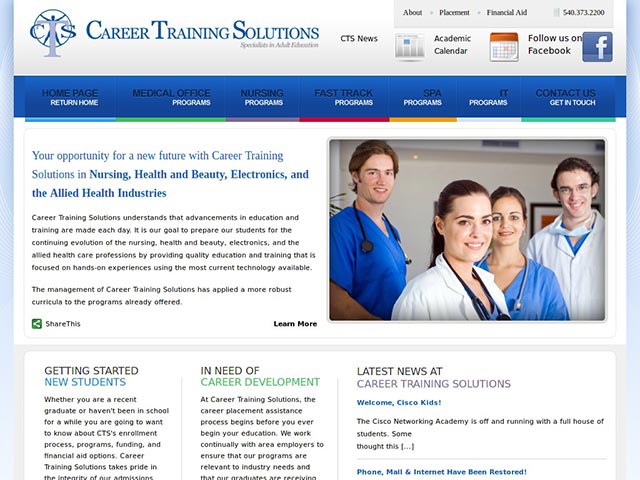 About » Placement » Financial Aid 540.373.2200
CTS CAREER TRAINING SOLUTIONS
Specialists in Adult Education
CTS News
Academic Calendar
Follow us on Facebook
HOME PAGE
RETURN HOME
MEDICAL OFFICE
PROGRAMS
NURSING
PROGRAMS
FAST TRACK
PROGRAMS
SPA
PROGRAMS
IT
PROGRAMS
CONTACT US
GET IN TOUCH
Your opportunity for a new future with Career Training
Solutions in Nursing, Health and Beauty, Electronics, and
the Allied Health Industries
Career Training Solutions understands that advancements in education and
training are made each day. It is our goal to prepare our students for the
continuing evolution of the nursing, health and beauty, electronics, and the
allied health care professions by providing quality education and training that is
focused on hands-on experiences using the most current technology available.
The management of Career Training Solutions has applied a more robust
curricula to the programs already offered.
ShareThis
Learn More
GETTING STARTED
NEW STUDENTS
Whether you are a recent
graduate or haven't been in school
for a while you are going to want
to know about CTS's enrollment
process, programs, funding, and
financial aid options. Career
Training Solutions takes pride in
the integrity of our admissions
IN NEED OF
CAREER DEVELOPMENT
At Career Training Solutions, the
career placement assistance
process begins before you ever
begin your education. We work
continually with area employers to
ensure that our programs are
relevant to industry needs and
that our graduates are receiving
LATEST NEWS AT
CAREER TRAINING SOLUTIONS
Welcome, Cisco Kids!
The Cisco Networking Academy is off and running with a full house of
students. Some
thought this [...]
Phone, Mail & Internet Have Been Restored!